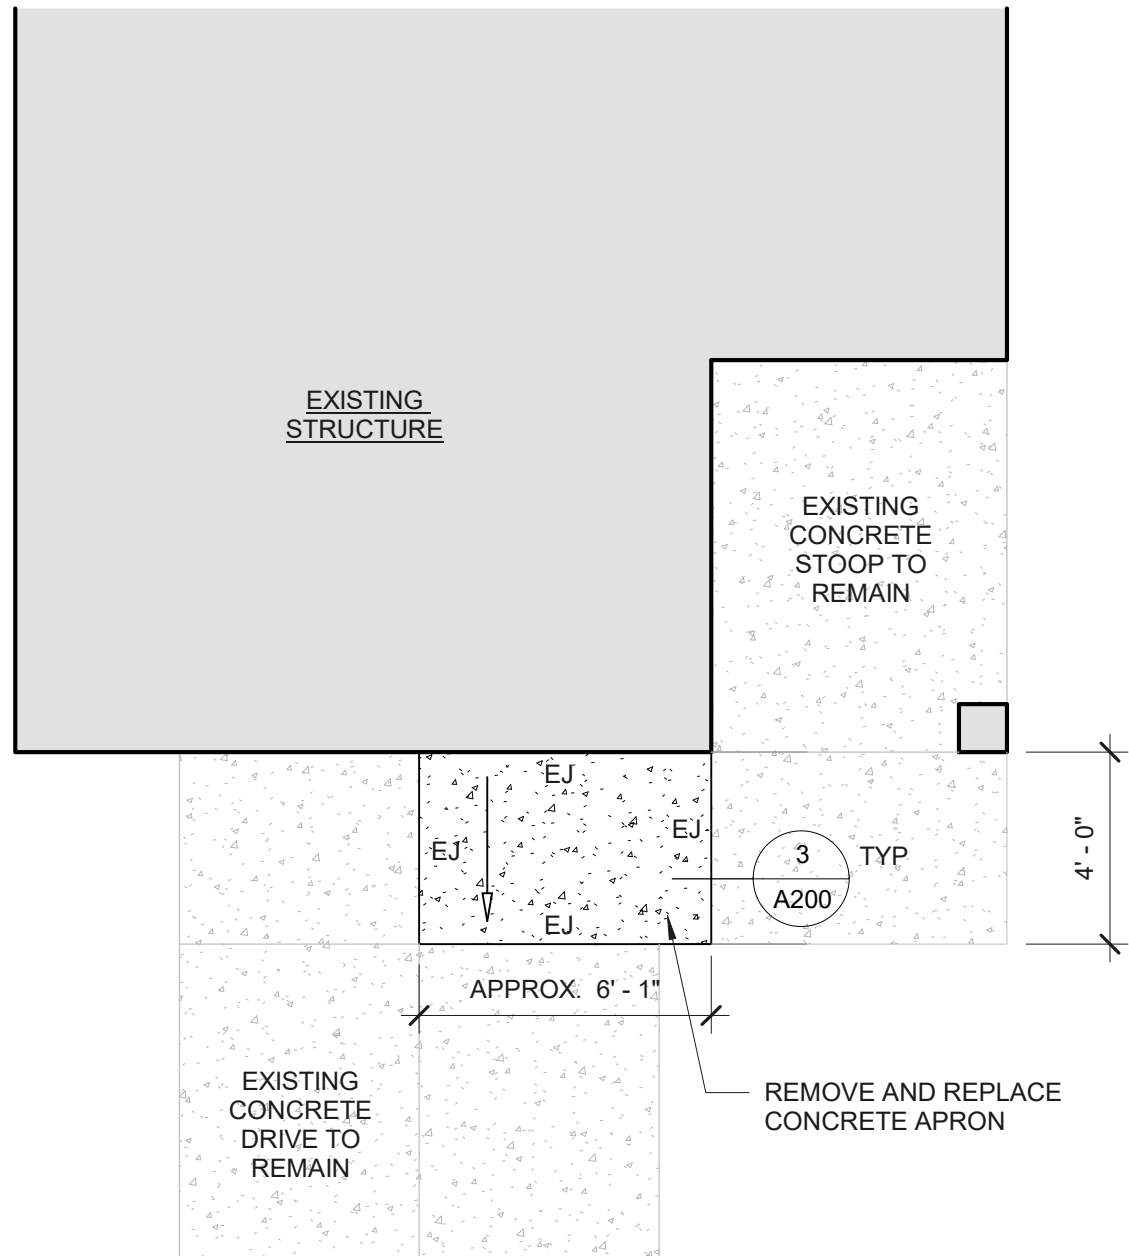 EXISTING
STRUCTURE
EXISTING
CONCRETE
STOOP TO
REMAIN
EJ
EJ
EJ
EJ
3
A200
TYP
4' - 0"
APPROX. 6' - 1"
EXISTING
CONCRETE
DRIVE TO
REMAIN
REMOVE AND REPLACE
CONCRETE APRON